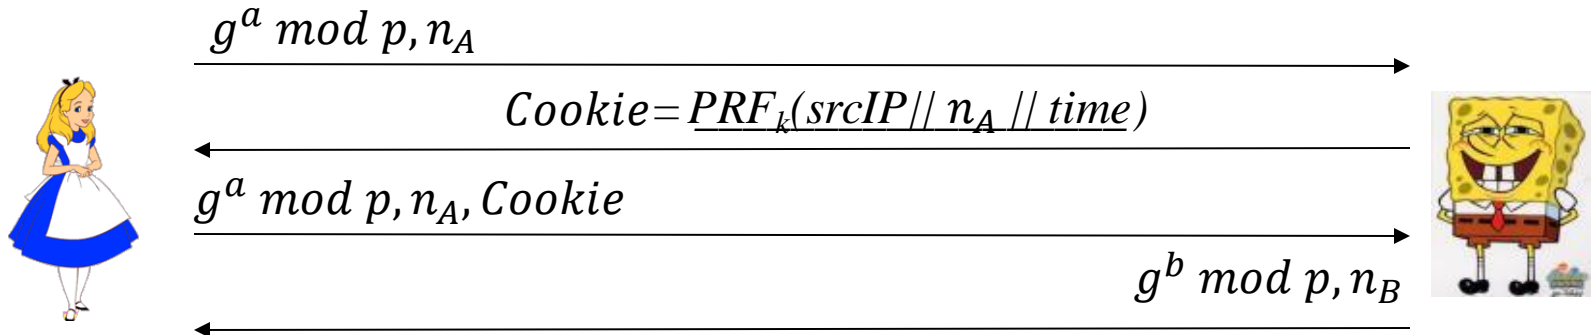 g^a mod p, n_A
Cookie= PRF_k(srcIP|| n_A || time)
g^a mod p, n_A, Cookie
g^b mod p, n_B